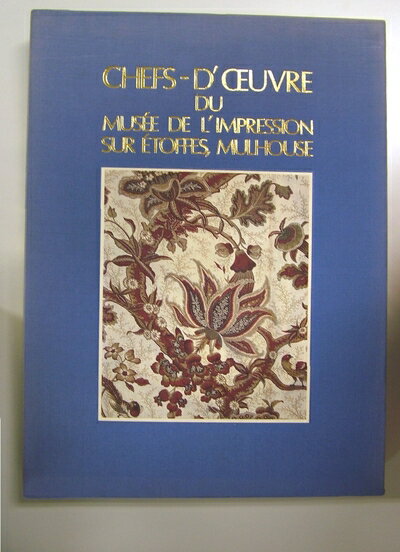 CHEFS-D'ŒUVRE
DU
MUSÉE DE L'IMPRESSION
SUR ÉTOFFES, MULHOUSE